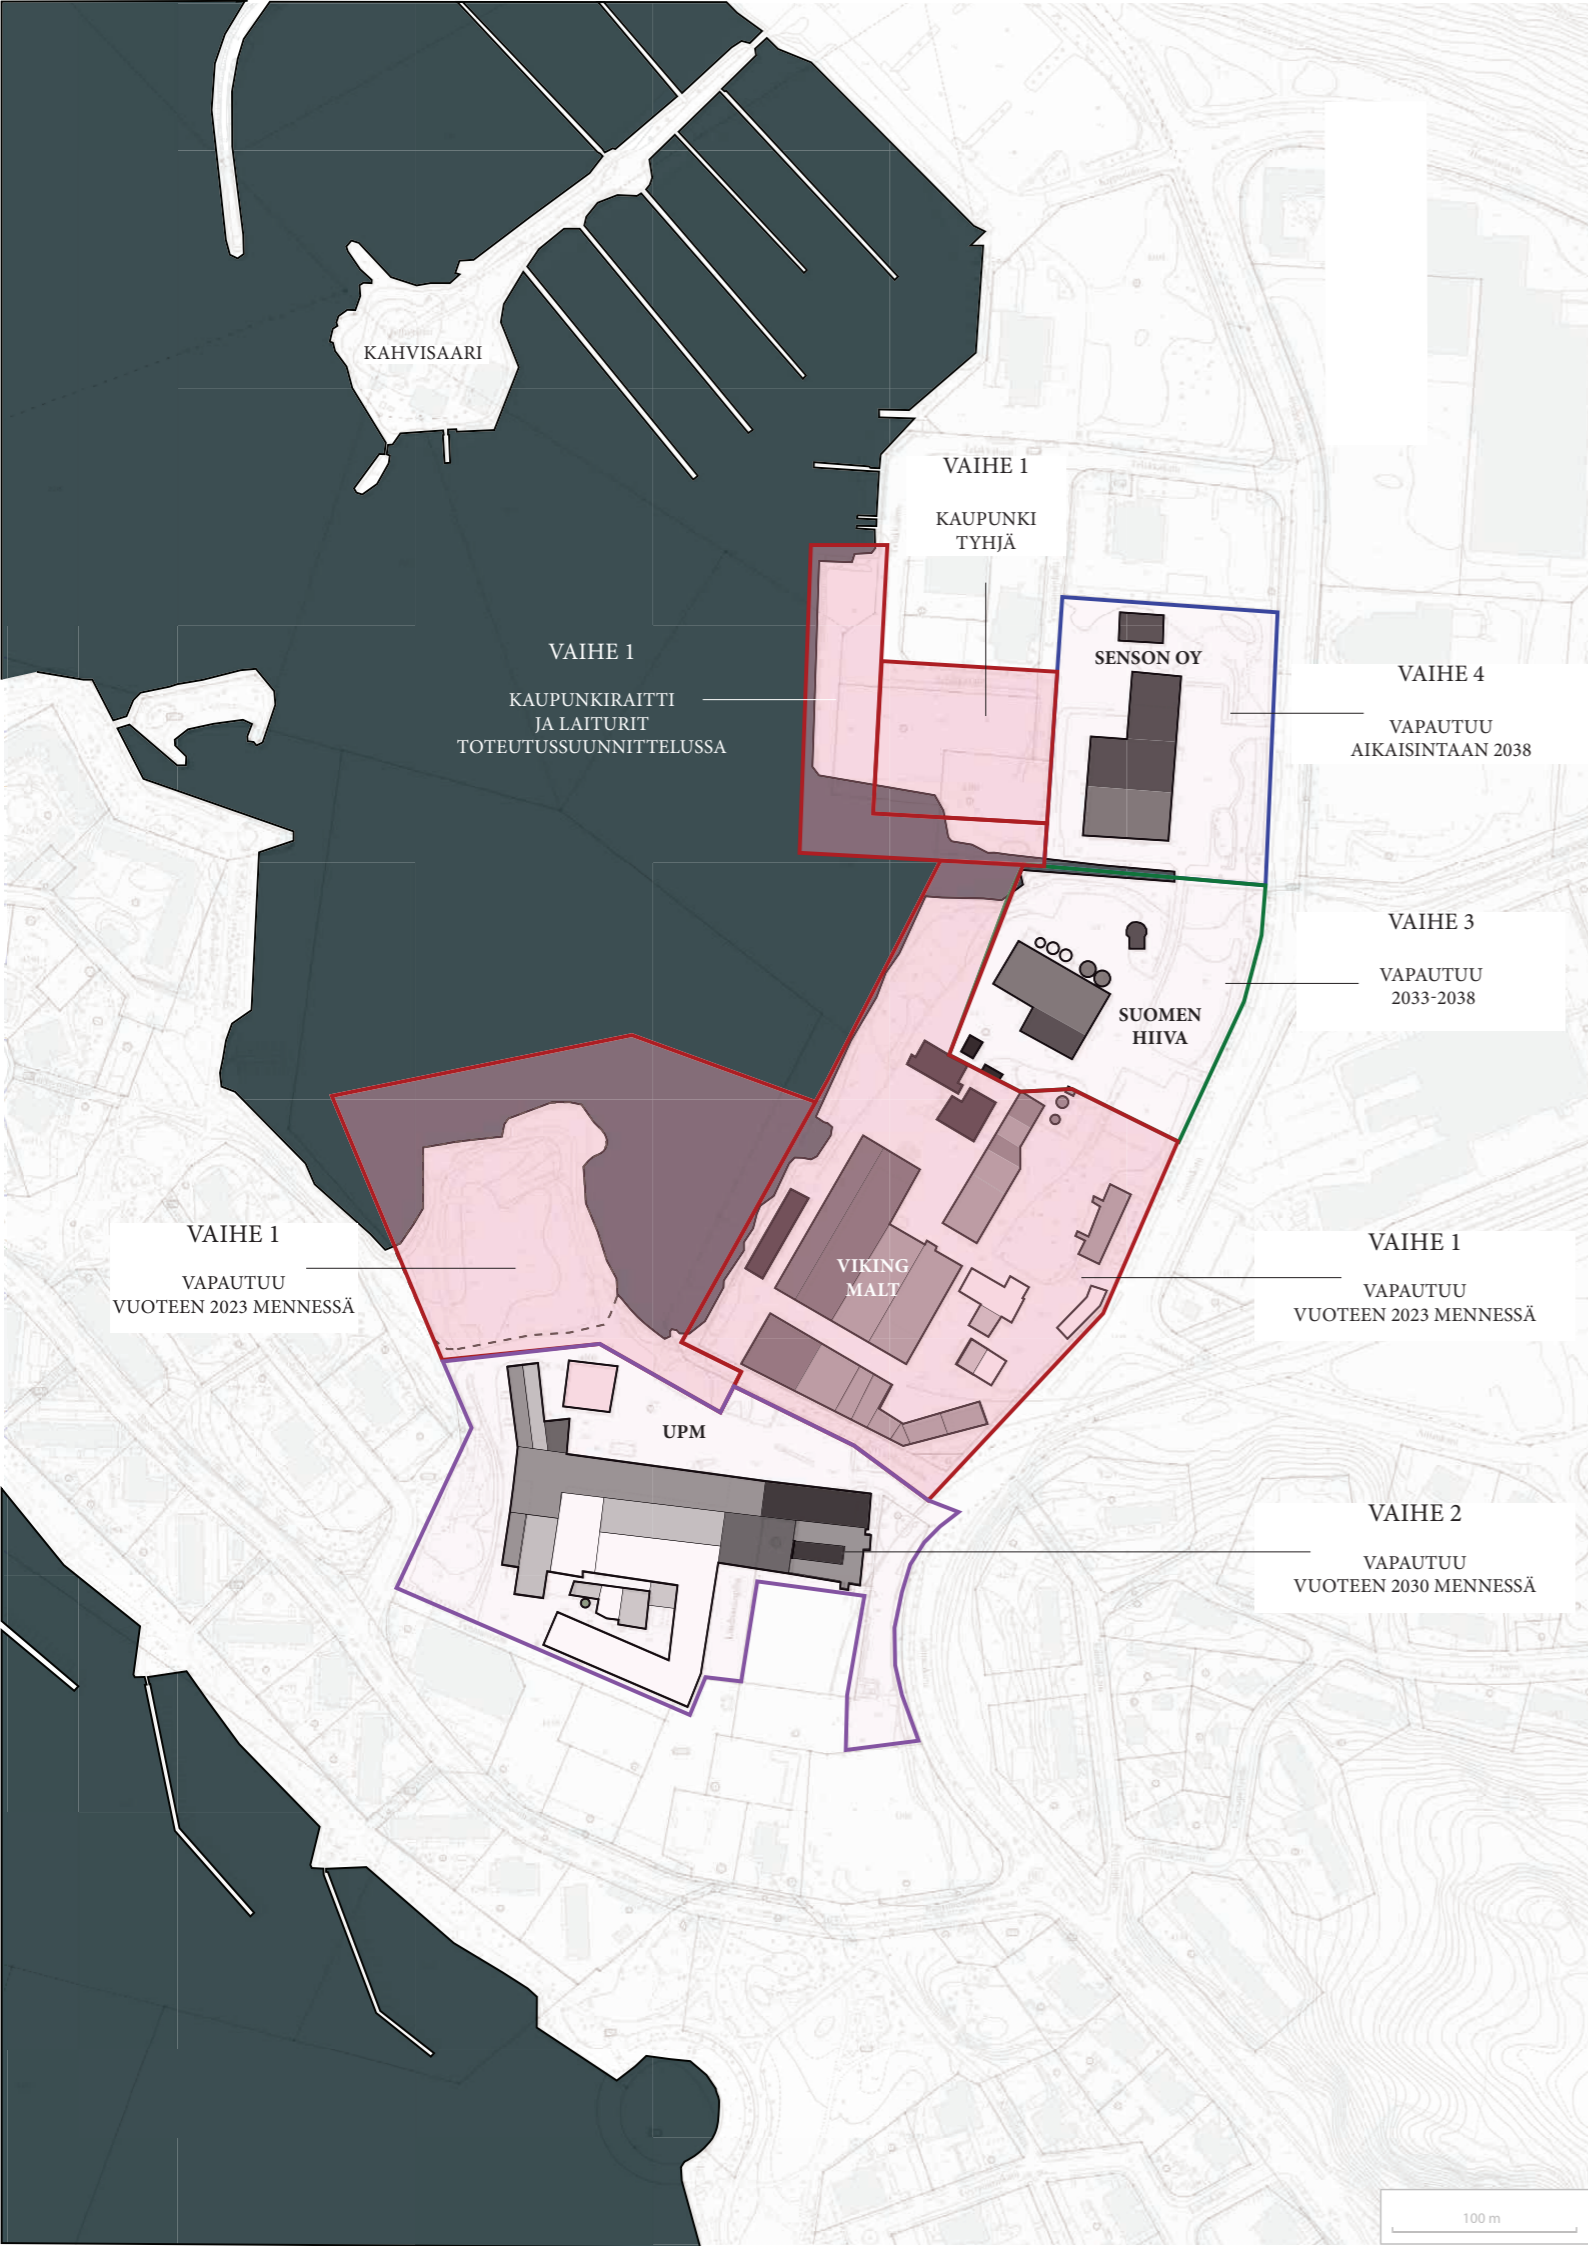 KAHVISAARI
VAIHE 1
KAUPUNKI
TYHJÄ
VAIHE 1
KAUPUNKIRAITTI
JA LAITURIT
TOTEUTUSSUUNNITTELUSSA
SENSON OY
VAIHE 4
VAPAUTUU
AIKAISINTAAN 2038
VAIHE 3
VAPAUTUU
2033-2038
SUOMEN
HIIVA
VAIHE 1
VAPAUTUU
VUOTEEN 2023 MENNESSÄ
VIKING
MALT
VAIHE 1
VAPAUTUU
VUOTEEN 2023 MENNESSÄ
UPM
VAIHE 2
VAPAUTUU
VUOTEEN 2030 MENNESSÄ
100 m